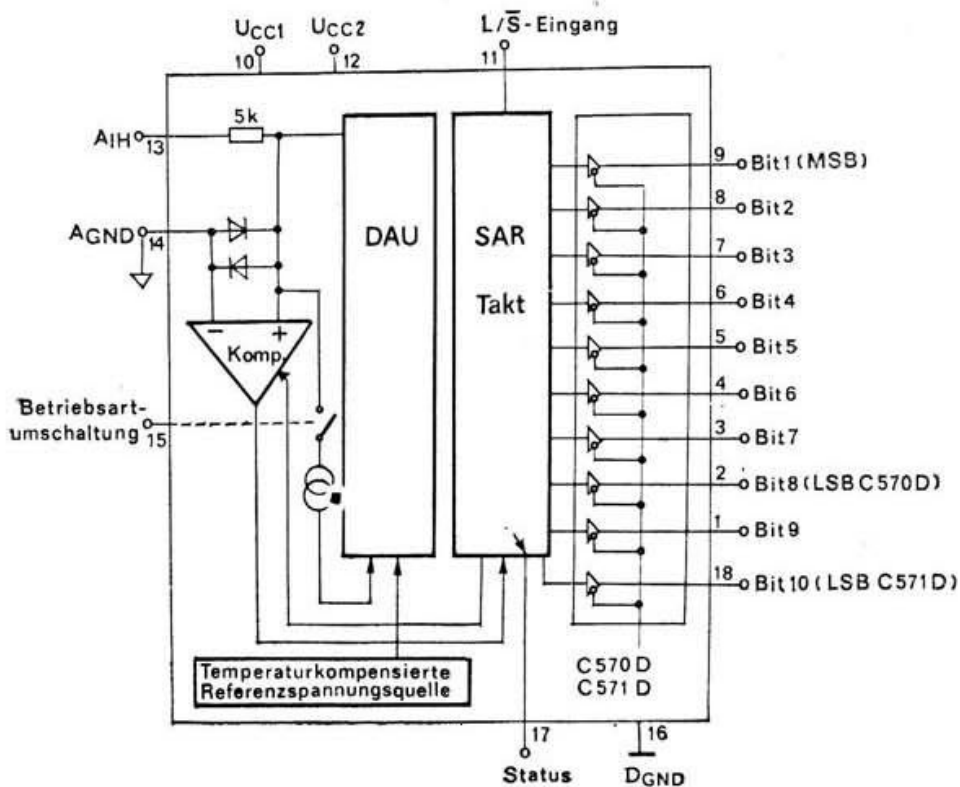 UCC1
UCC2
L/S̅-Eingang
10
12
11
AIH
13
5k
9
Bit1(MSB)
8
Bit2
AGND
14
DAU
SAR
7
Bit3
Takt
6
Bit4
−
+
Komp.
5
Bit5
4
Bit6
Betriebsart-
umschaltung
15
3
Bit7
2
Bit8(LSB C570D)
1
Bit9
18
Bit10(LSB C571D)
Temperaturkompensierte
Referenzspannungsquelle
C570D
C571D
17
16
Status
DGND